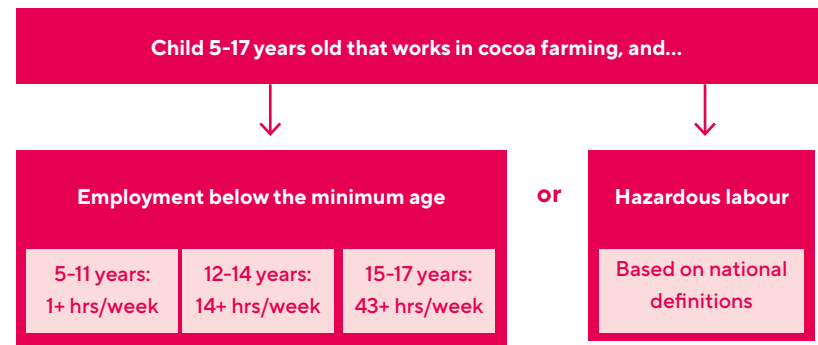 Child 5-17 years old that works in cocoa farming, and...
Employment below the minimum age
or
Hazardous labour
5-11 years:
1+ hrs/week
12-14 years:
14+ hrs/week
15-17 years:
43+ hrs/week
Based on national
definitions